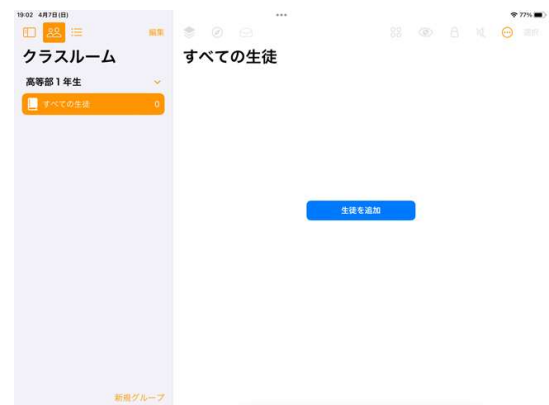 19:02 4月7日(日)
77%
編集
クラスルーム
すべての生徒
高等部1年生
すべての生徒 0
生徒を追加
新規グループ